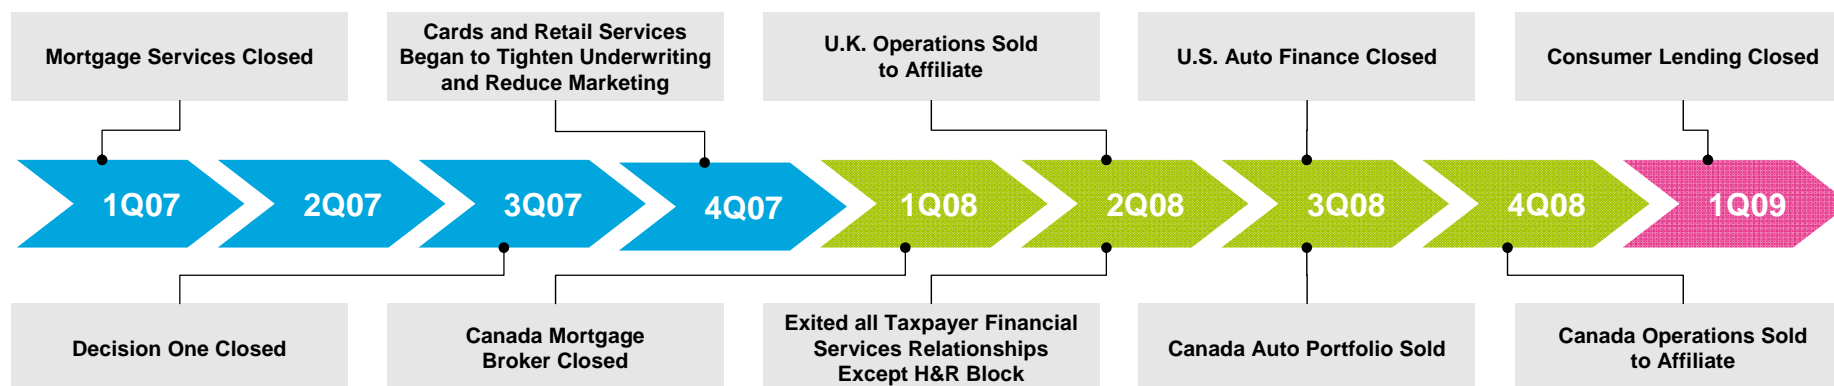 Mortgage Services Closed
Cards and Retail Services
Began to Tighten Underwriting
and Reduce Marketing
U.K. Operations Sold
to Affiliate
U.S. Auto Finance Closed
Consumer Lending Closed
1Q07
2Q07
3Q07
4Q07
1Q08
2Q08
3Q08
4Q08
1Q09
Decision One Closed
Canada Mortgage
Broker Closed
Exited all Taxpayer Financial
Services Relationships
Except H&R Block
Canada Auto Portfolio Sold
Canada Operations Sold
to Affiliate